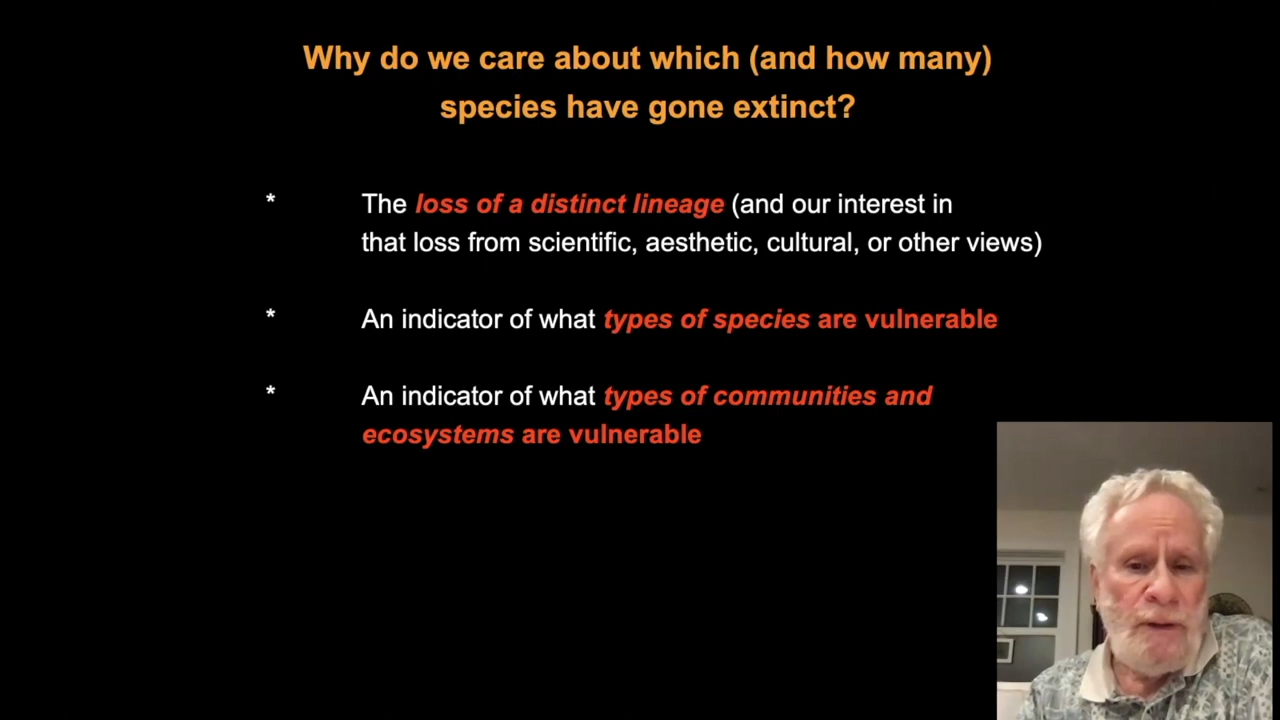 Why do we care about which (and how many)
species have gone extinct?
* The loss of a distinct lineage (and our interest in
that loss from scientific, aesthetic, cultural, or other views)
* An indicator of what types of species are vulnerable
* An indicator of what types of communities and
ecosystems are vulnerable